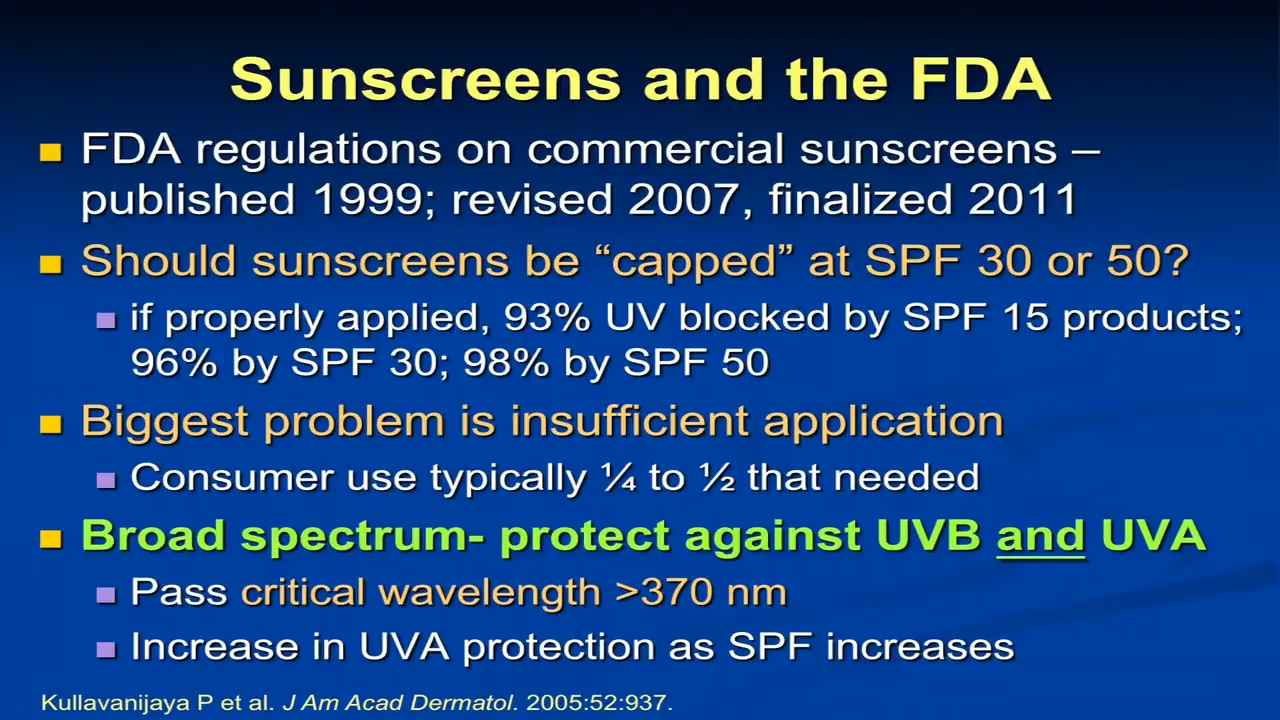 Sunscreens and the FDA
FDA regulations on commercial sunscreens –
published 1999; revised 2007, finalized 2011
Should sunscreens be “capped” at SPF 30 or 50?
if properly applied, 93% UV blocked by SPF 15 products;
96% by SPF 30; 98% by SPF 50
Biggest problem is insufficient application
Consumer use typically ¼ to ½ that needed
Broad spectrum- protect against UVB and UVA
Pass critical wavelength >370 nm
Increase in UVA protection as SPF increases
Kullavanijaya P et al. J Am Acad Dermatol. 2005:52:937.